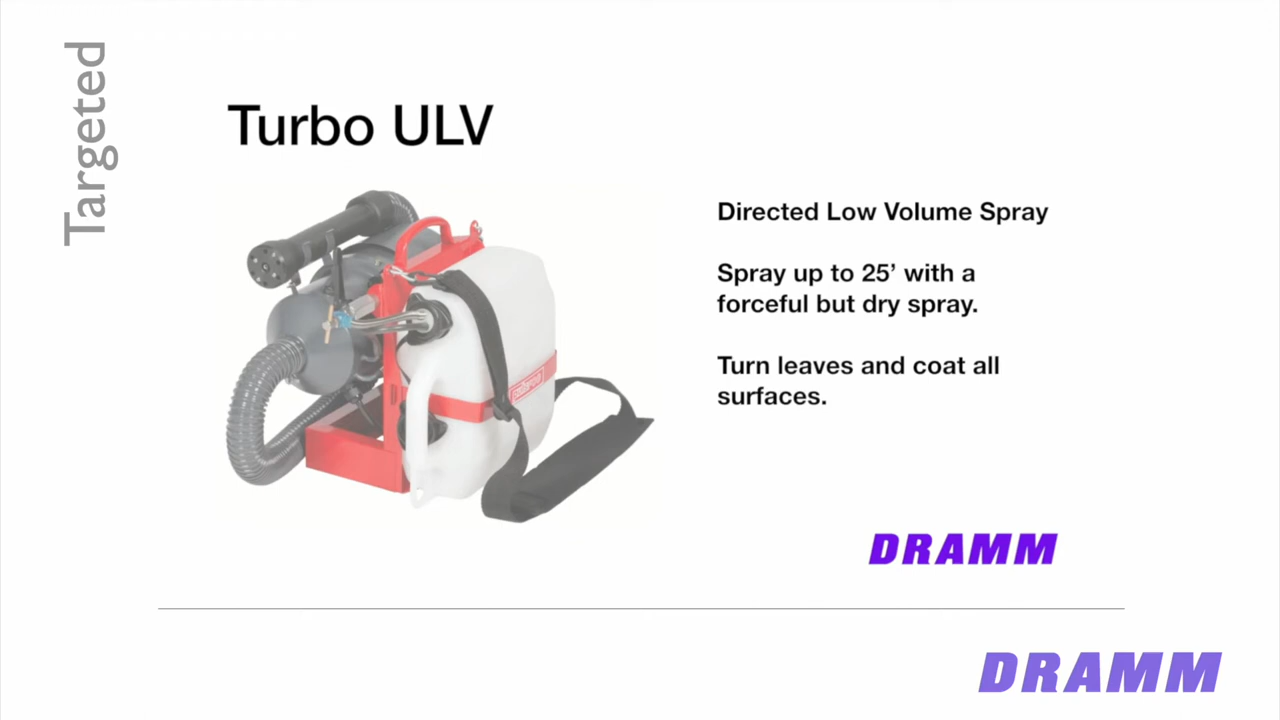 Targeted
Turbo ULV
Directed Low Volume Spray
Spray up to 25’ with a
forceful but dry spray.
Turn leaves and coat all
surfaces.
DRAMM
DRAMM